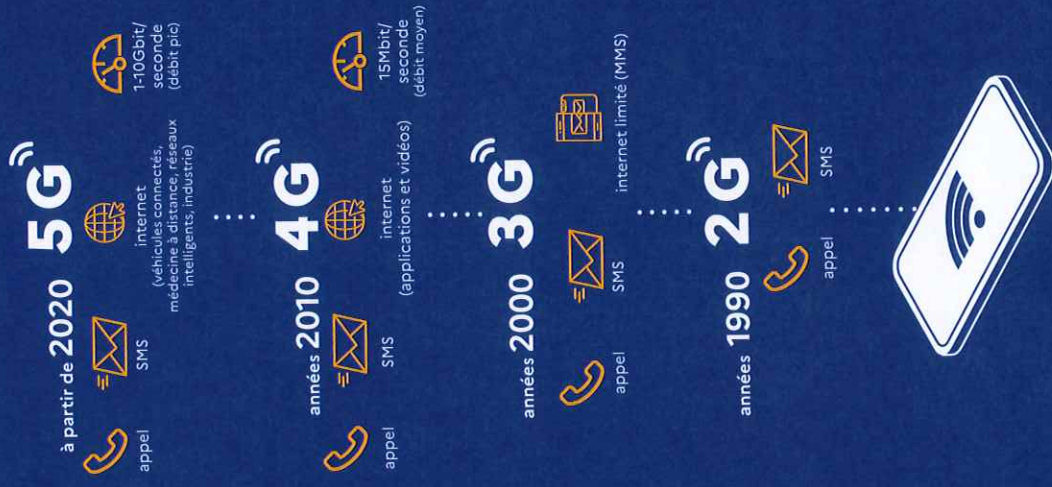 à partir de 2020 5G
appel
SMS
internet
(véhicules connectés,
médecine à distance, réseaux
intelligents, industrie)
1-10Gbit/
seconde
(débit pic)
années 2010 4G
appel
SMS
internet
(applications et vidéos)
15Mbit/
seconde
(débit moyen)
années 2000 3G
appel
SMS
internet limité (MMS)
années 1990 2G
appel
SMS